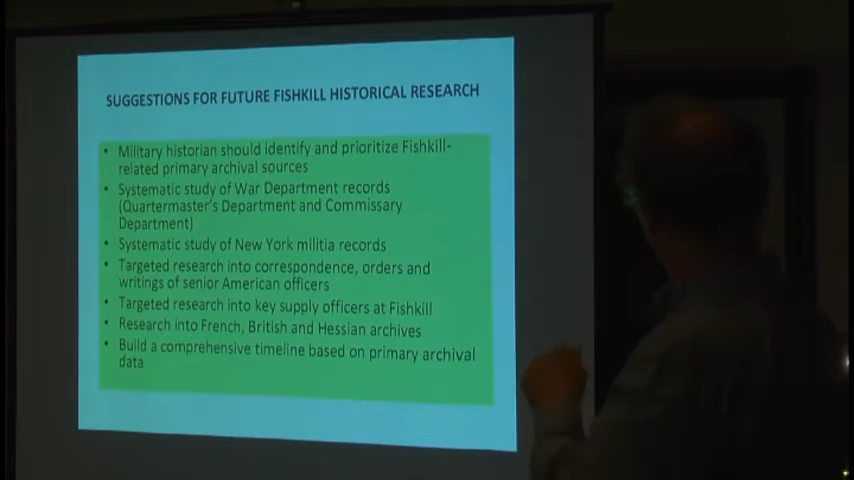 SUGGESTIONS FOR FUTURE FISHKILL HISTORICAL RESEARCH
• Military historian should identify and prioritize Fishkill-
related primary archival sources
• Systematic study of War Department records
(Quartermaster's Department and Commissary
Department)
• Systematic study of New York militia records
• Targeted research into correspondence, orders and
writings of senior American officers
• Targeted research into key supply officers at Fishkill
• Research into French, British and Hessian archives
• Build a comprehensive timeline based on primary archival
data